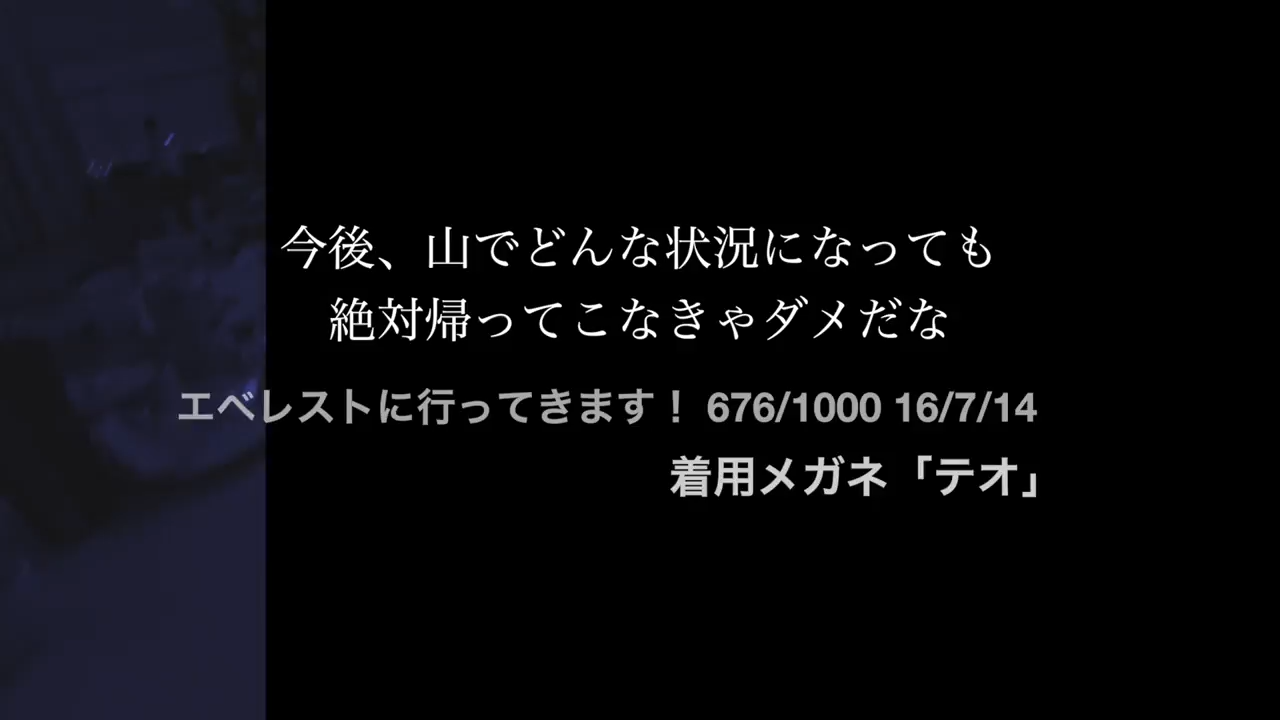 今後、山でどんな状況になっても
絶対帰ってこなきゃダメだな
エベレストに行ってきます！ 676/1000 16/7/14
着用メガネ「テオ」